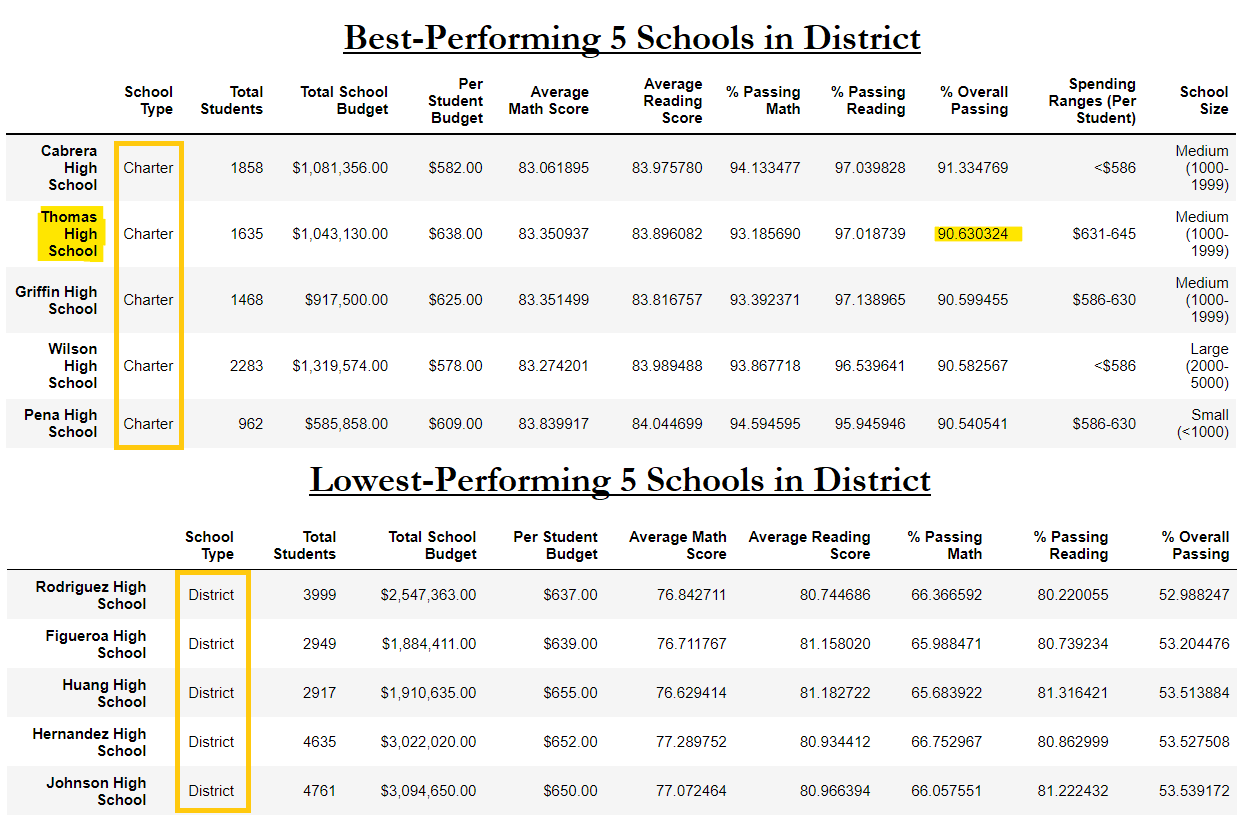 Best-Performing 5 Schools in District
School Type Total Students Total School Budget Per Student Budget Average Math Score Average Reading Score % Passing Math % Passing Reading % Overall Passing Spending Ranges (Per Student) School Size
Cabrera High School Charter 1858 $1,081,356.00 $582.00 83.061895 83.975780 94.133477 97.039828 91.334769 <$586 Medium (1000-1999)
Thomas High School Charter 1635 $1,043,130.00 $638.00 83.350937 83.896082 93.185690 97.018739 90.630324 $631-645 Medium (1000-1999)
Griffin High School Charter 1468 $917,500.00 $625.00 83.351499 83.816757 93.392371 97.138965 90.599455 $586-630 Medium (1000-1999)
Wilson High School Charter 2283 $1,319,574.00 $578.00 83.274201 83.989488 93.867718 96.539641 90.582567 <$586 Large (2000-5000)
Pena High School Charter 962 $585,858.00 $609.00 83.839917 84.044699 94.594595 95.945946 90.540541 $586-630 Small (<1000)
Lowest-Performing 5 Schools in District
School Type Total Students Total School Budget Per Student Budget Average Math Score Average Reading Score % Passing Math % Passing Reading % Overall Passing
Rodriguez High School District 3999 $2,547,363.00 $637.00 76.842711 80.744686 66.366592 80.220055 52.988247
Figueroa High School District 2949 $1,884,411.00 $639.00 76.711767 81.158020 65.988471 80.739234 53.204476
Huang High School District 2917 $1,910,635.00 $655.00 76.629414 81.182722 65.683922 81.316421 53.513884
Hernandez High School District 4635 $3,022,020.00 $652.00 77.289752 80.934412 66.752967 80.862999 53.527508
Johnson High School District 4761 $3,094,650.00 $650.00 77.072464 80.966394 66.057551 81.222432 53.539172